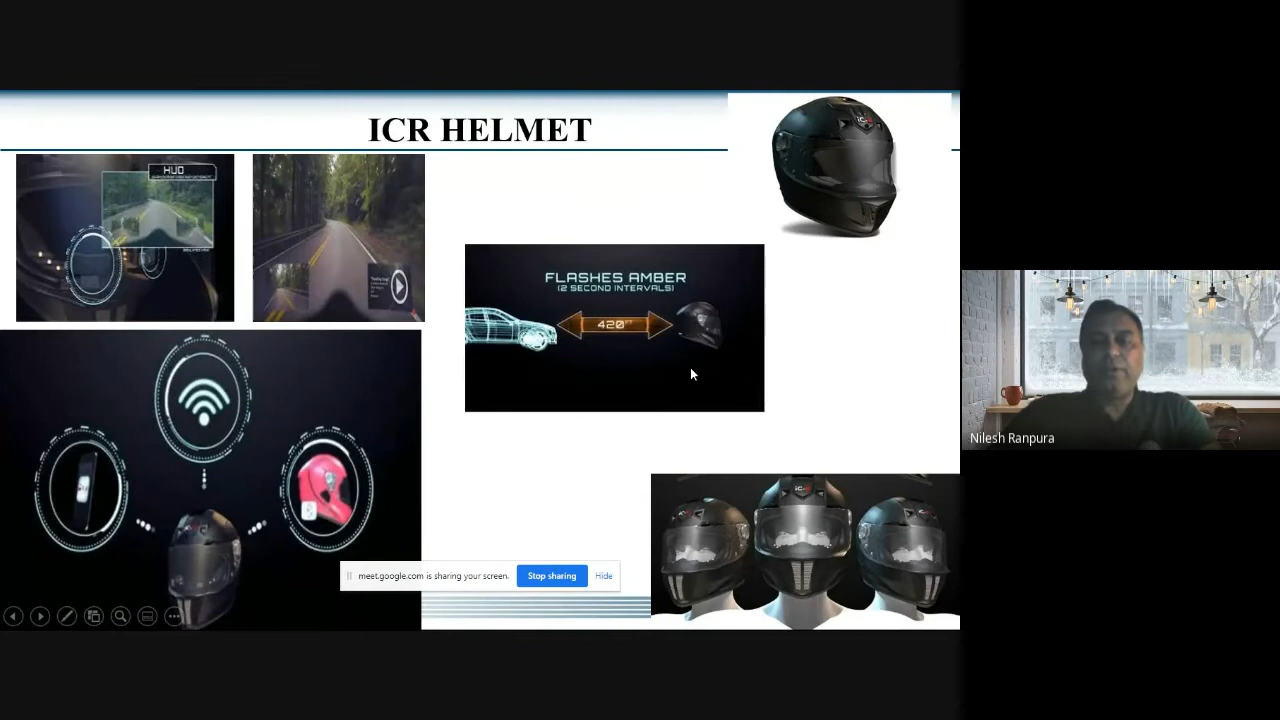 ICR HELMET
HUD
FLASHES AMBER
(2 SECOND INTERVALS)
420 FT
meet.google.com is sharing your screen.
Stop sharing
Hide
Nilesh Ranpura